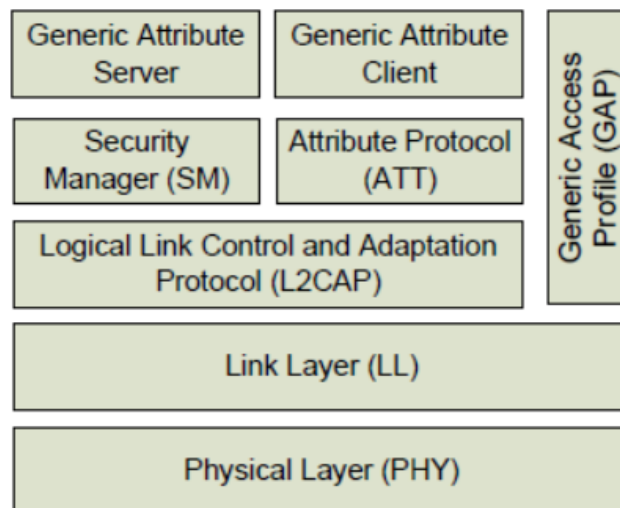 Generic Attribute
Server
Generic Attribute
Client
Generic Access
Profile (GAP)
Security
Manager (SM)
Attribute Protocol
(ATT)
Logical Link Control and Adaptation
Protocol (L2CAP)
Link Layer (LL)
Physical Layer (PHY)